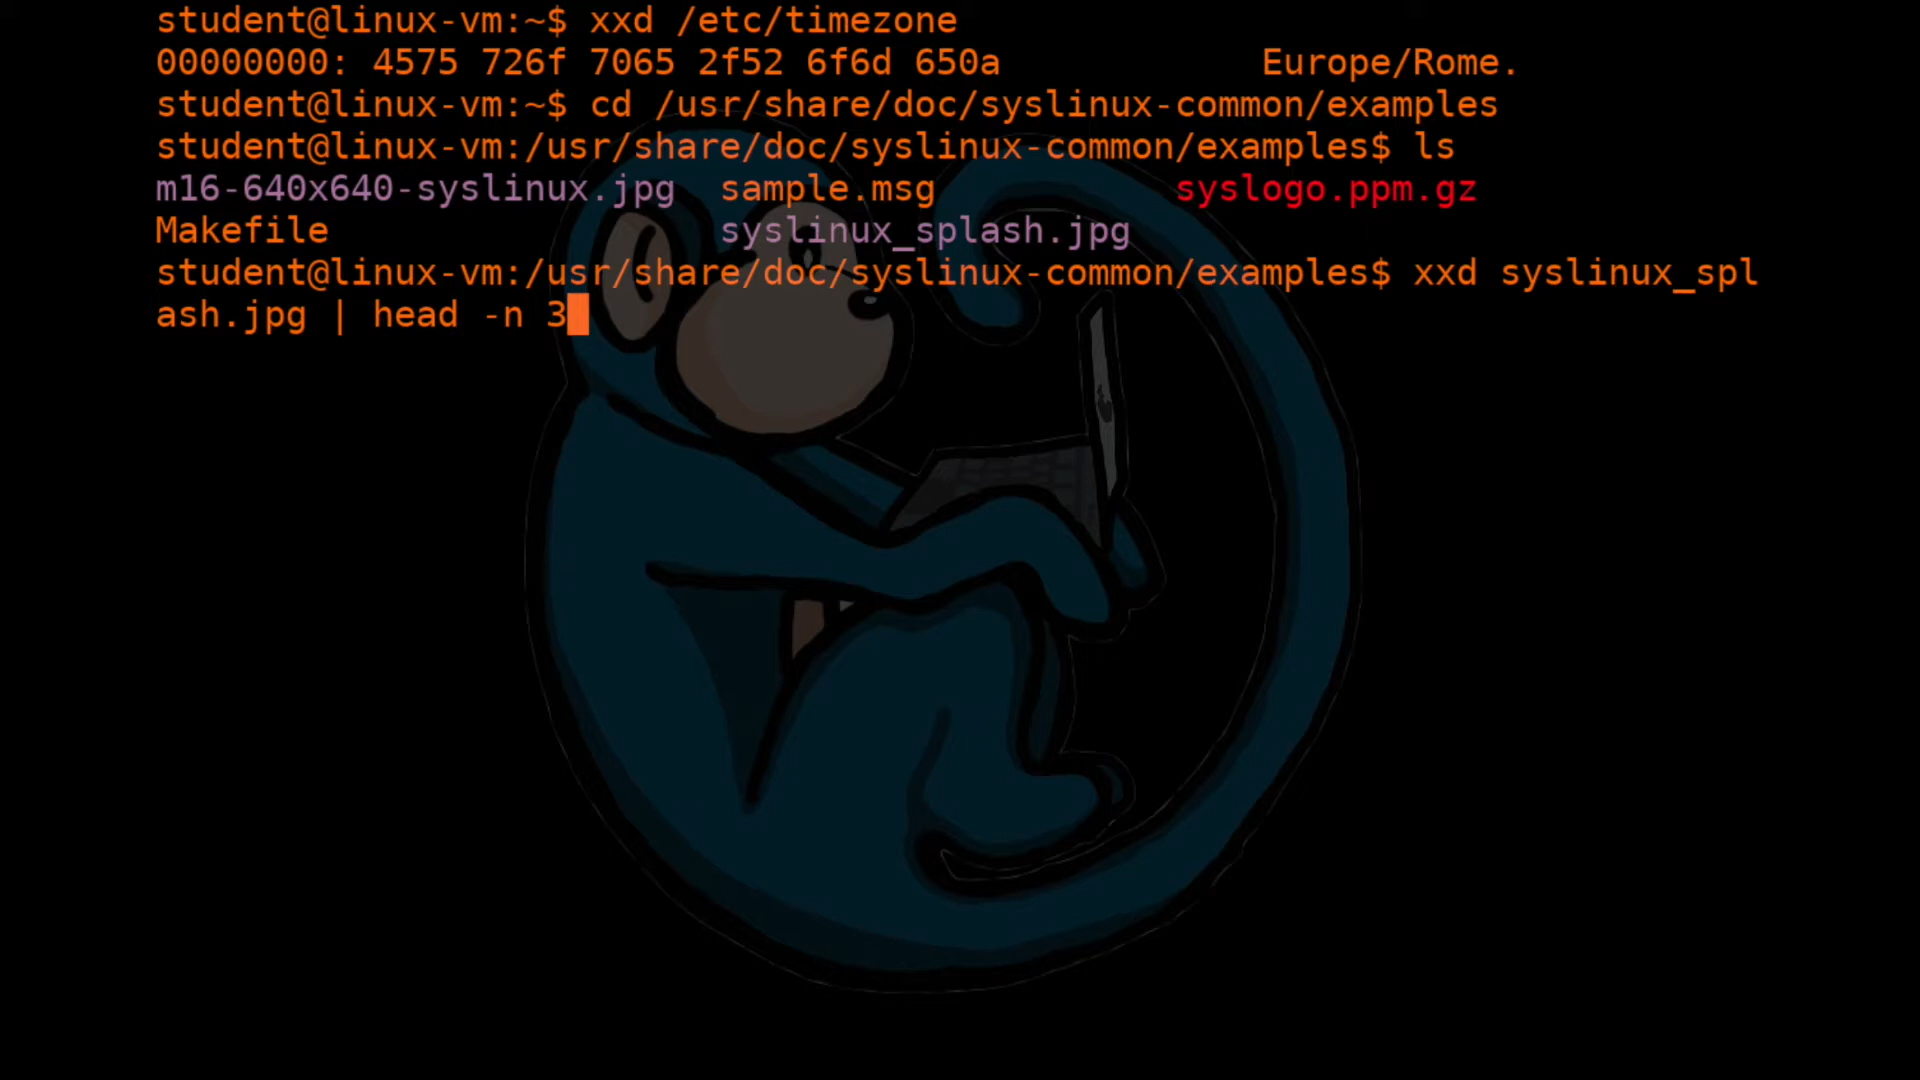 student@linux-vm:~$ xxd /etc/timezone
00000000: 4575 726f 7065 2f52 6f6d 650a            Europe/Rome.
student@linux-vm:~$ cd /usr/share/doc/syslinux-common/examples
student@linux-vm:/usr/share/doc/syslinux-common/examples$ ls
m16-640x640-syslinux.jpg  sample.msg           syslogo.ppm.gz
Makefile                  syslinux_splash.jpg
student@linux-vm:/usr/share/doc/syslinux-common/examples$ xxd syslinux_spl
ash.jpg | head -n 3